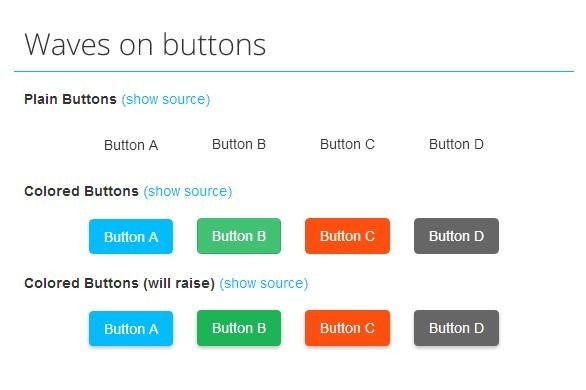 Waves on buttons
Plain Buttons (show source)
Button A Button B Button C Button D
Colored Buttons (show source)
Button A Button B Button C Button D
Colored Buttons (will raise) (show source)
Button A Button B Button C Button D